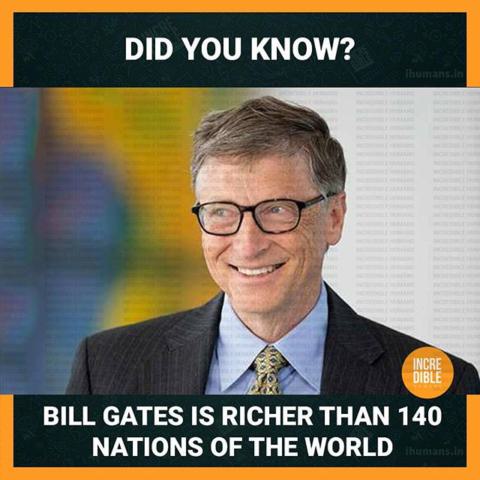 DID YOU KNOW?
ihumans.in
INCRE
DIBLE
HUMANS
BILL GATES IS RICHER THAN 140
NATIONS OF THE WORLD
ihumans.in